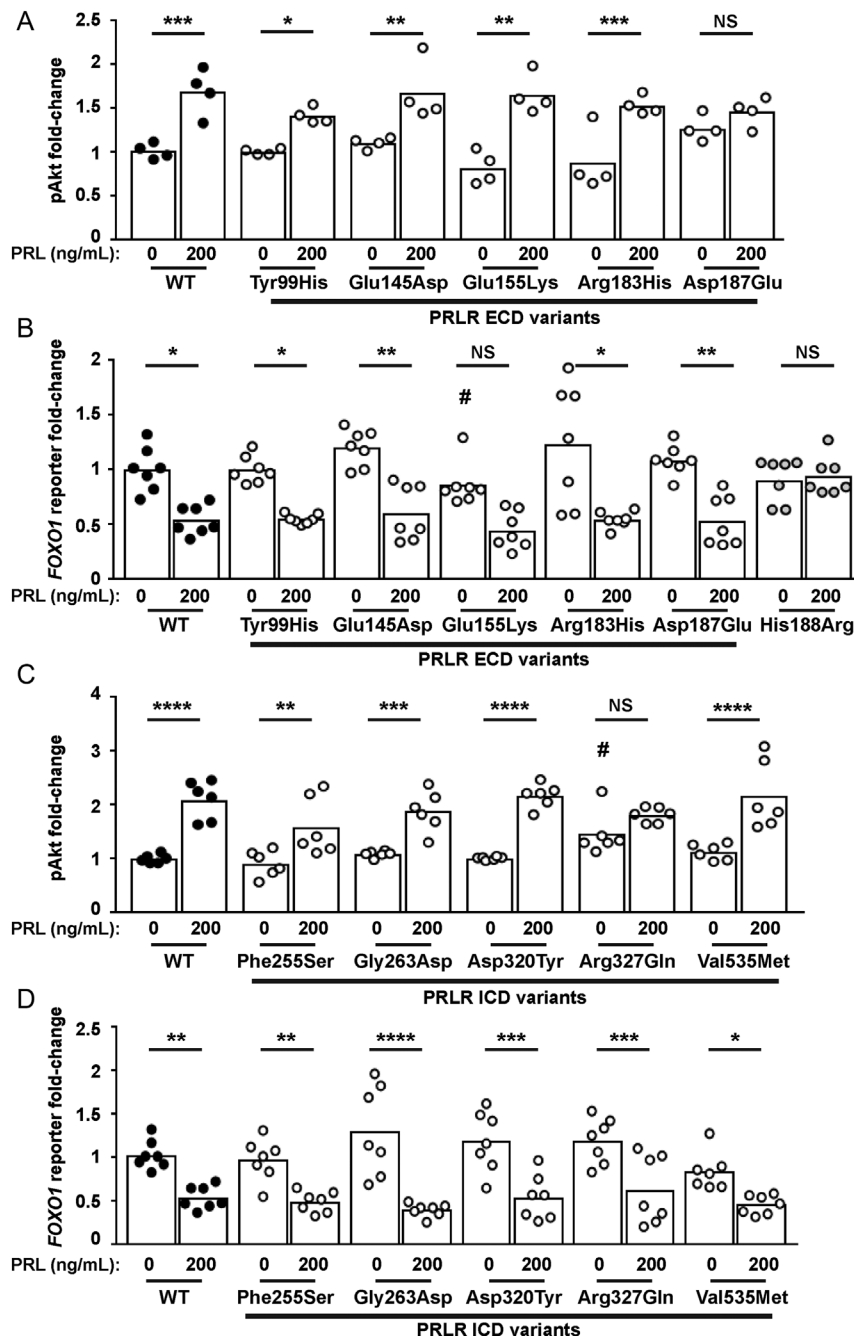 A
*** * ** ** *** NS
pAkt fold-change
2.5
2
1.5
1
0.5
0
PRL (ng/mL): 0 200 0 200 0 200 0 200 0 200 0 200
WT Tyr99His Glu145Asp Glu155Lys Arg183His Asp187Glu
PRLR ECD variants
B
* * ** NS * ** NS
#
FOXO1 reporter fold-change
2
1.5
1
0.5
0
PRL (ng/mL): 0 200 0 200 0 200 0 200 0 200 0 200 0 200
WT Tyr99His Glu145Asp Glu155Lys Arg183His Asp187Glu His188Arg
PRLR ECD variants
C
**** ** *** **** NS ****
#
pAkt fold-change
4
3
2
1
0
PRL (ng/mL): 0 200 0 200 0 200 0 200 0 200 0 200
WT Phe255Ser Gly263Asp Asp320Tyr Arg327Gln Val535Met
PRLR ICD variants
D
** ** **** *** *** *
FOXO1 reporter fold-change
2.5
2
1.5
1
0.5
0
PRL (ng/mL): 0 200 0 200 0 200 0 200 0 200 0 200
WT Phe255Ser Gly263Asp Asp320Tyr Arg327Gln Val535Met
PRLR ICD variants